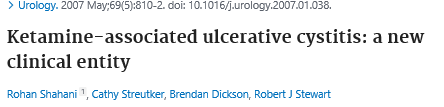 > Urology. 2007 May;69(5):810-2. doi: 10.1016/j.urology.2007.01.038.
Ketamine-associated ulcerative cystitis: a new
clinical entity
Rohan Shahani 1, Cathy Streutker, Brendan Dickson, Robert J Stewart